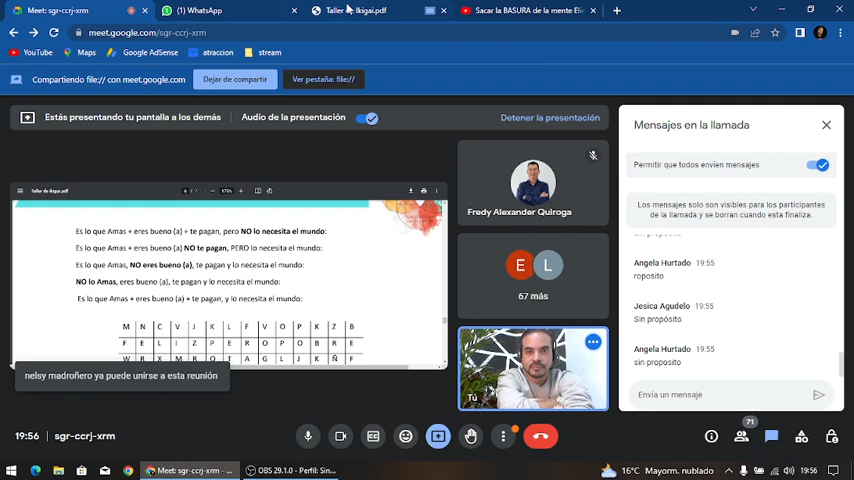 Meet: sgr-ccrj-xrm
(1) WhatsApp
Taller de Ikigai.pdf
Sacar la BASURA de la mente Eli
meet.google.com/sgr-ccrj-xrm
YouTube
Maps
Google AdSense
atraccion
stream
Compartiendo file:// con meet.google.com
Dejar de compartir
Ver pestaña: file://
Estás presentando tu pantalla a los demás
Audio de la presentación
Detener la presentación
Taller de Ikigai.pdf
175%
Es lo que Amas + eres bueno (a) + te pagan, pero NO lo necesita el mundo:
Es lo que Amas + eres bueno (a) NO te pagan, PERO lo necesita el mundo:
Es lo que Amas, NO eres bueno (a), te pagan y lo necesita el mundo:
NO lo Amas, eres bueno (a), te pagan y lo necesita el mundo:
Es lo que Amas + eres bueno (a) + te pagan, y lo necesita el mundo:
M N C V J K L F V O P K Z B
F E L I Z P E R O P O B R E
W R X M R O T A G L J K Ñ F
nelsy madroñero ya puede unirse a esta reunión
Fredy Alexander Quiroga
E L
67 más
Tú
Mensajes en la llamada
Permitir que todos envíen mensajes
Los mensajes solo son visibles para los participantes
de la llamada y se borran cuando esta finaliza.
Angela Hurtado 19:55
roposito
Jesica Agudelo 19:55
Sin propósito
Angela Hurtado 19:55
sin proposito
Envía un mensaje
19:56
sgr-ccrj-xrm
71
Meet: sgr-ccrj-xrm -...
OBS 29.1.0 - Perfil: Sin...
16°C Mayorm. nublado
19:56